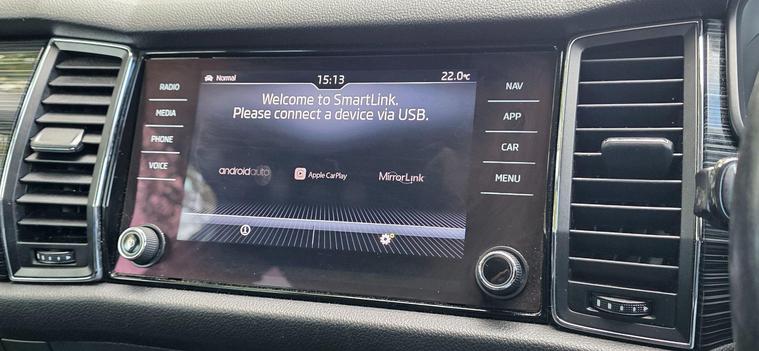 RADIO
MEDIA
PHONE
VOICE
Normal
15:13
22.0°C
Welcome to SmartLink.
Please connect a device via USB.
androidauto
Apple CarPlay
MirrorLink
NAV
APP
CAR
MENU